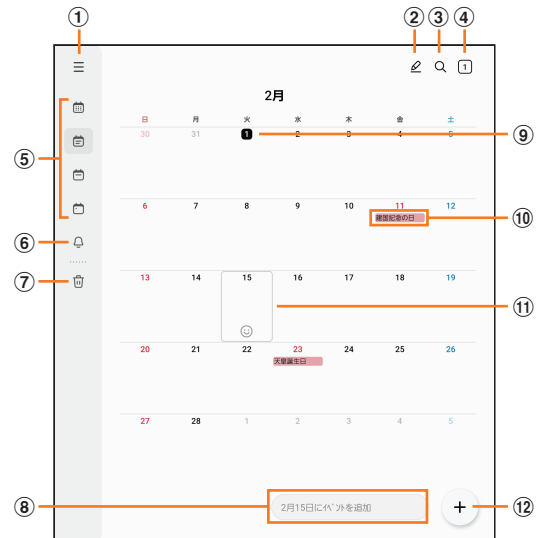 ① ② ③ ④
1
2月
日 月 火 水 木 金 土
30 31 1 2 3 4 5 ⑨
⑤
6 7 8 9 10 11 12
建国記念の日 ⑩
⑥
⑦
13 14 15 16 17 18 19
⑪
20 21 22 23 24 25 26
天皇誕生日
27 28 1 2 3 4 5
⑧ 2月15日にイベントを追加 + ⑫